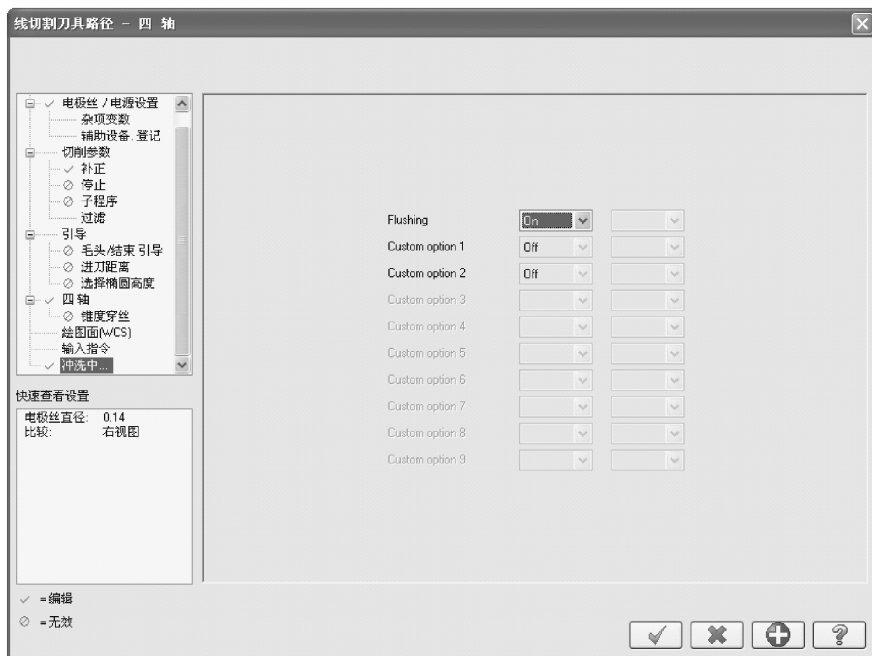 线切割刀具路径 - 四 轴
电极丝 / 电源设置
杂项变数
辅助设备.登记
切削参数
补正
停止
子程序
过滤
引导
毛头/结束 引导
进刀距离
选择椭圆高度
四 轴
维度穿丝
绘图面(WCS)
输入指令
冲洗中...
快速查看设置
电极丝直径: 0.14
比较: 右视图
=编辑
=无效
Flushing On
Custom option 1 Off
Custom option 2 Off
Custom option 3
Custom option 4
Custom option 5
Custom option 6
Custom option 7
Custom option 8
Custom option 9